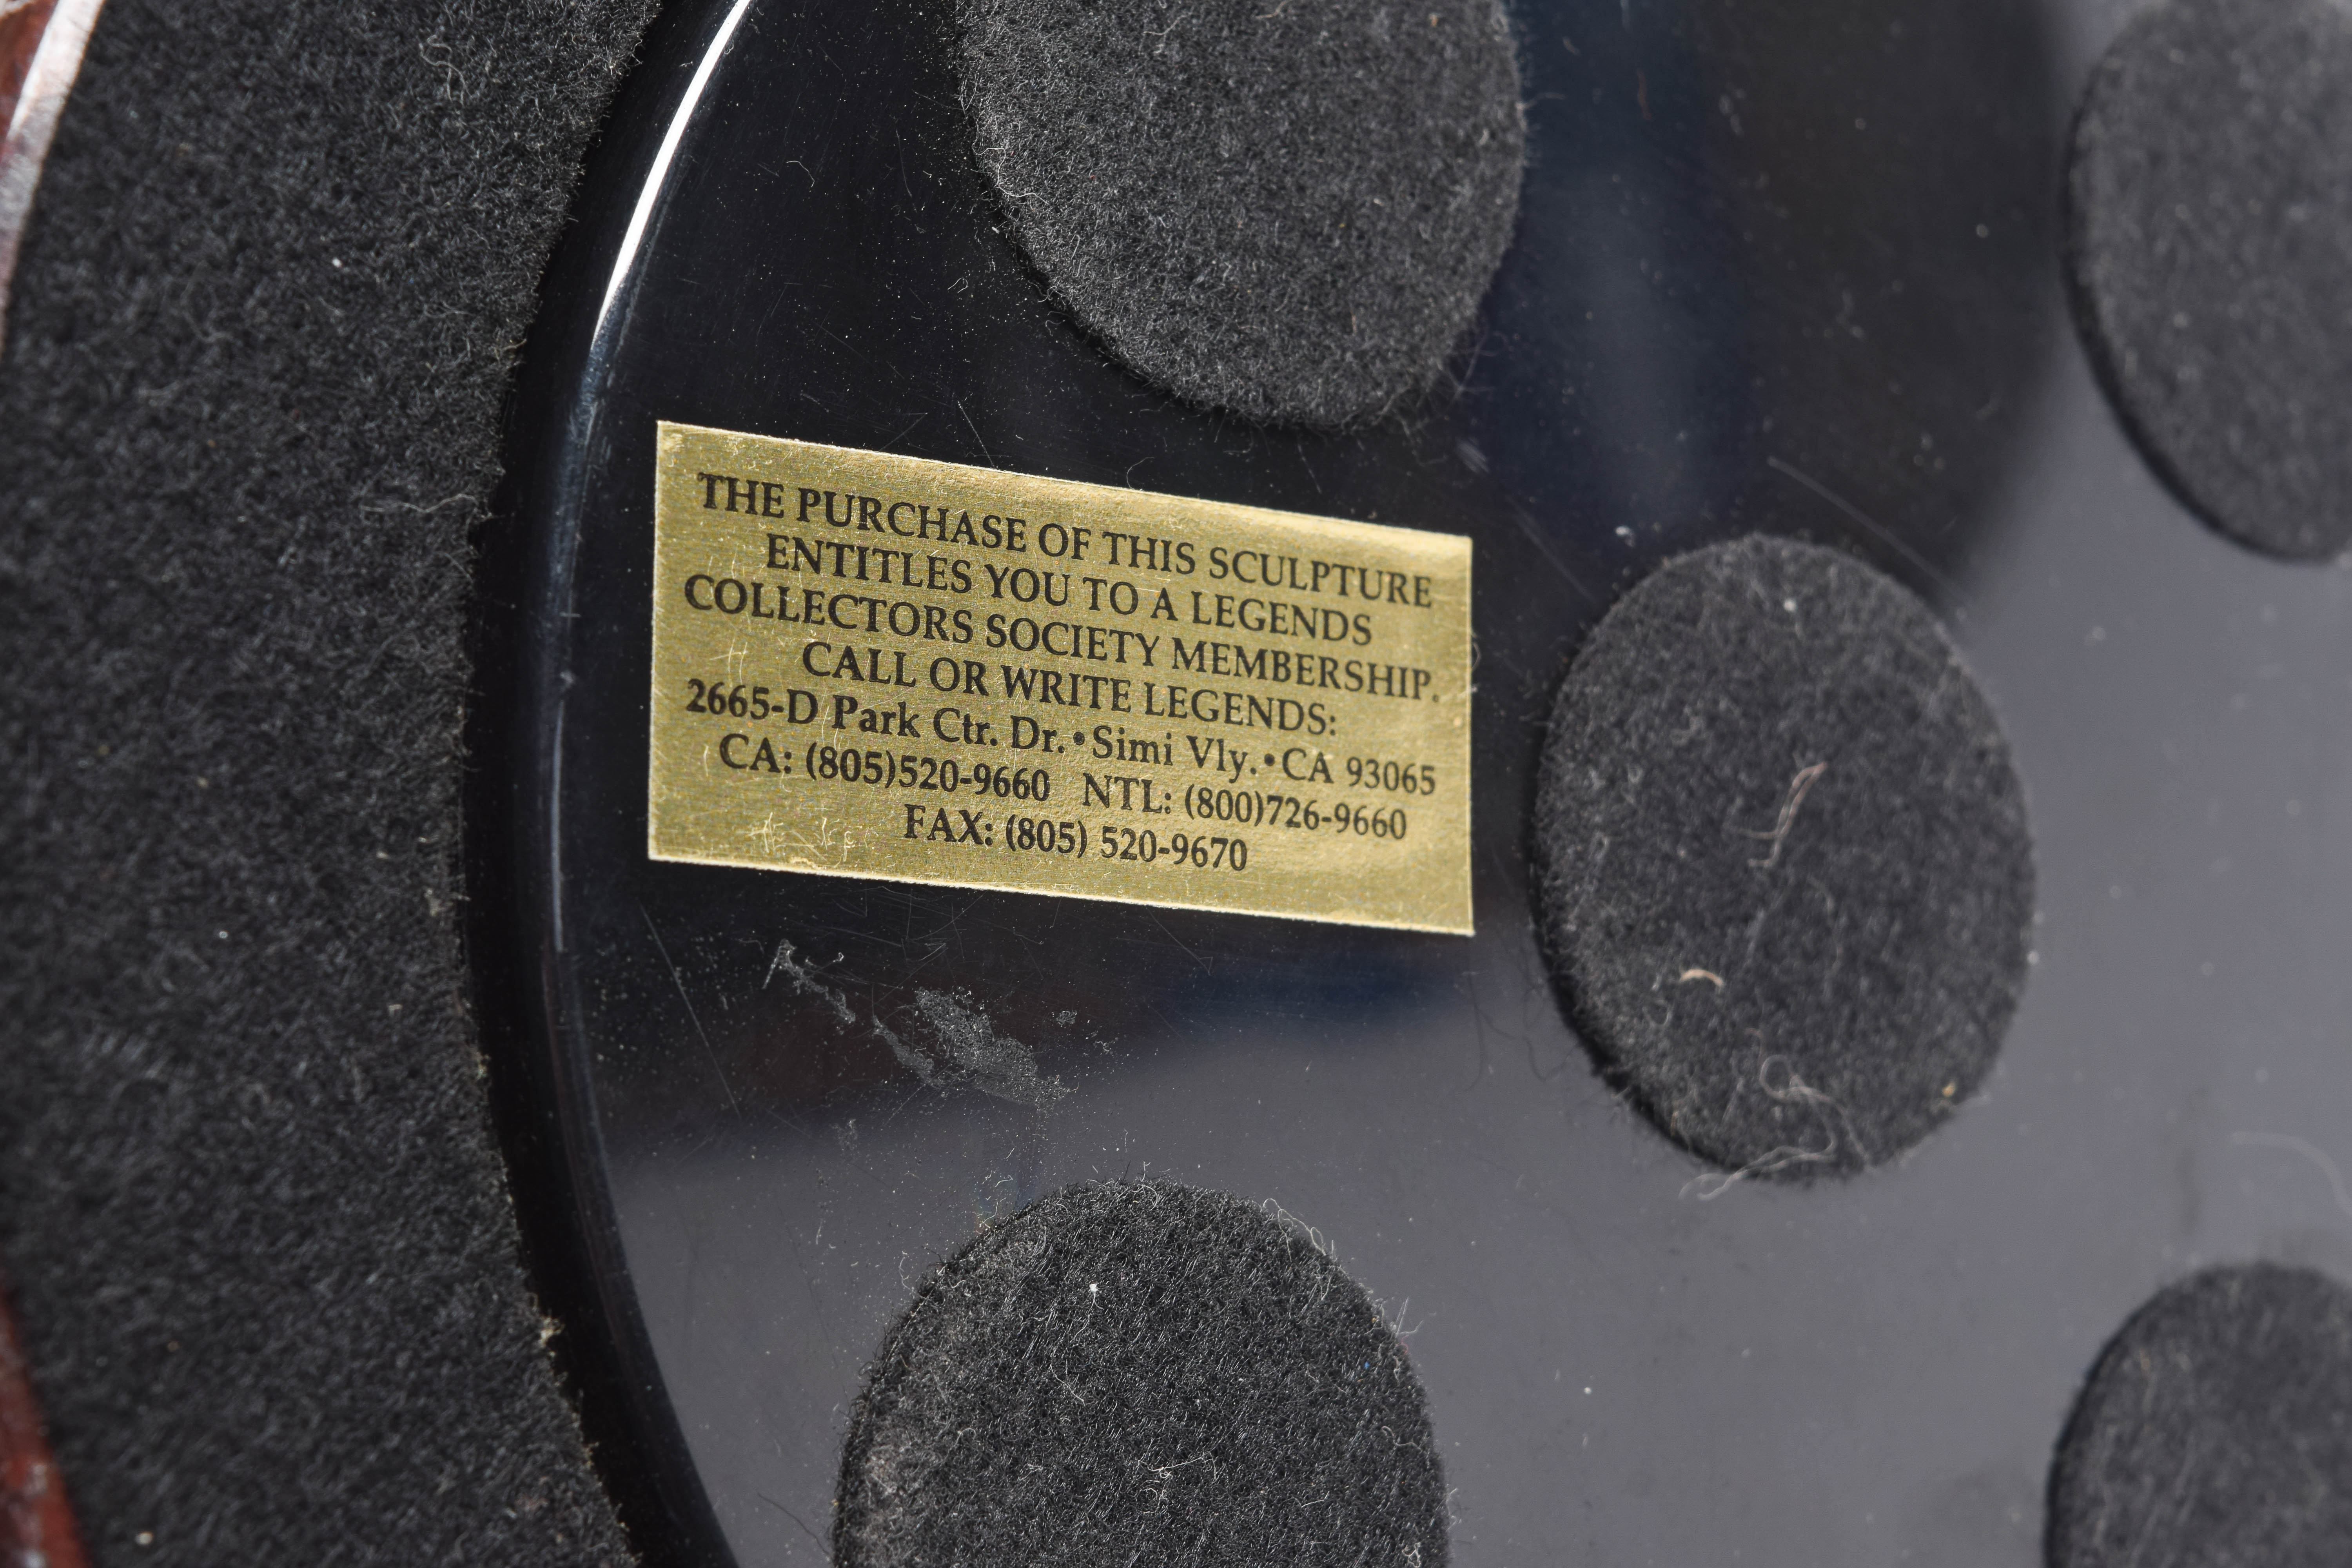 THE PURCHASE OF THIS SCULPTURE
ENTITLES YOU TO A LEGENDS
COLLECTORS SOCIETY MEMBERSHIP.
CALL OR WRITE LEGENDS:
2665-D Park Ctr. Dr.•Simi Vly.•CA 93065
CA: (805)520-9660 NTL: (800)726-9660
FAX: (805) 520-9670